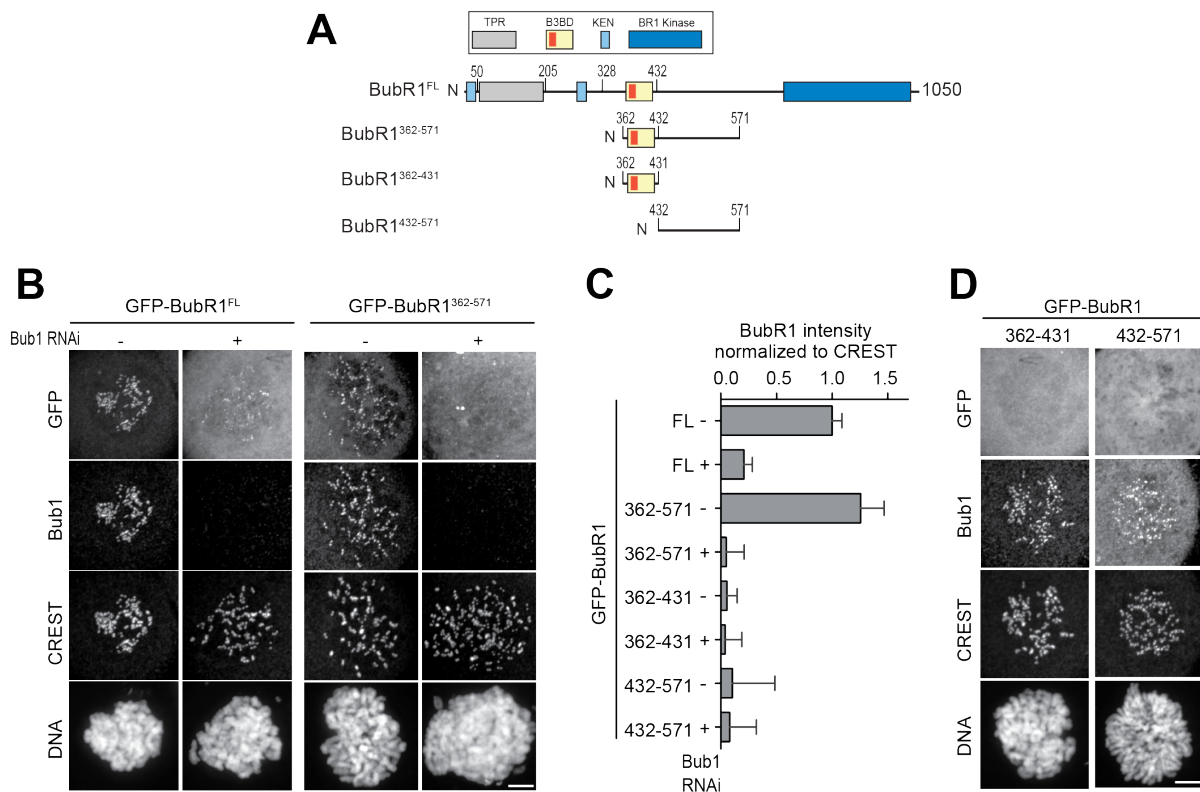 A
TPR B3BD KEN BR1 Kinase
50 205 328 432
BubR1FL N 1050
362 432 571
BubR1362-571 N
362 431
BubR1362-431 N
432 571
BubR1432-571 N
B
GFP-BubR1FL GFP-BubR1362-571
Bub1 RNAi - + - +
GFP
Bub1
CREST
DNA
C
BubR1 intensity
normalized to CREST
0.0 0.5 1.0 1.5
GFP-BubR1
FL -
FL +
362-571 -
362-571 +
362-431 -
362-431 +
432-571 -
432-571 +
Bub1
RNAi
D
GFP-BubR1
362-431 432-571
GFP
Bub1
CREST
DNA